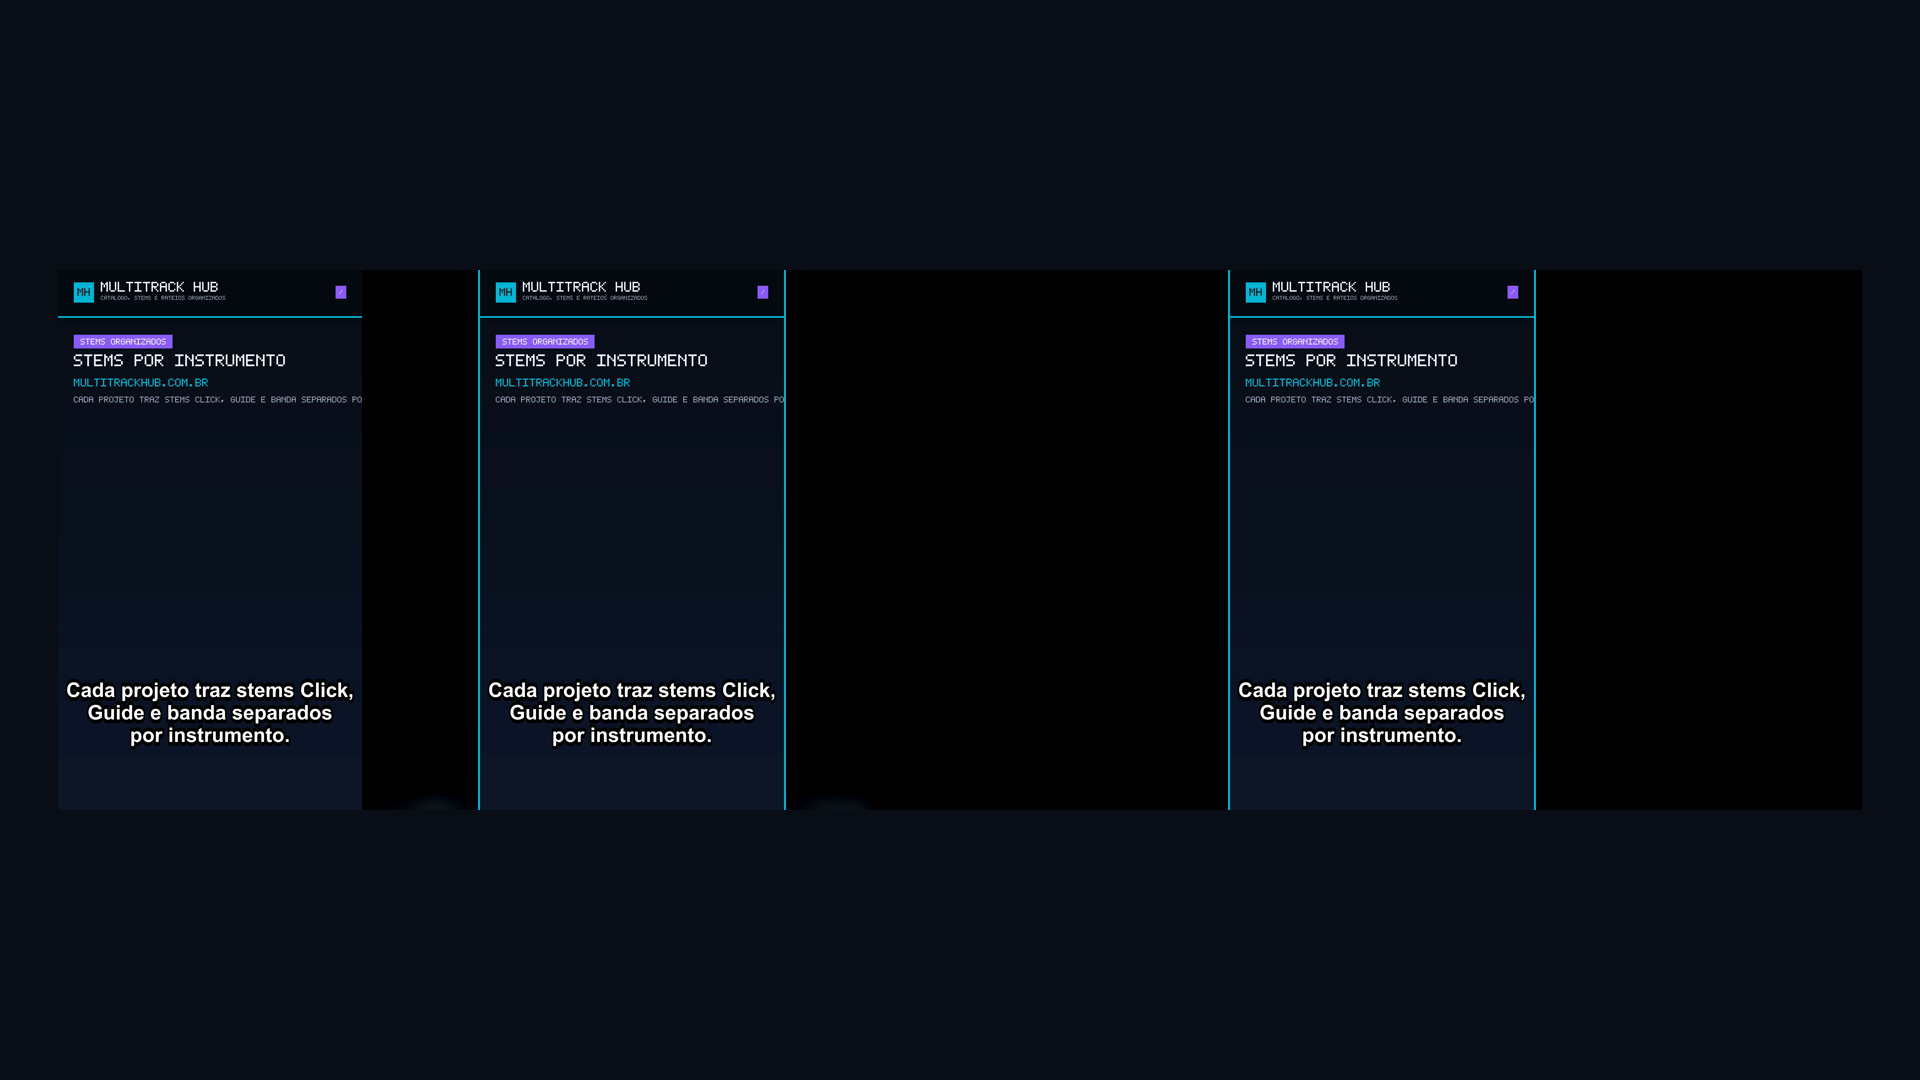 MH
MULTITRACK HUB
CATALOGO, STEMS E RATEIOS ORGANIZADOS
/
STEMS ORGANIZADOS
STEMS POR INSTRUMENTO
MULTITRACKHUB.COM.BR
CADA PROJETO TRAZ STEMS CLICK, GUIDE E BANDA SEPARADOS PO
Cada projeto traz stems Click,
Guide e banda separados
por instrumento.
MH
MULTITRACK HUB
CATALOGO, STEMS E RATEIOS ORGANIZADOS
/
STEMS ORGANIZADOS
STEMS POR INSTRUMENTO
MULTITRACKHUB.COM.BR
CADA PROJETO TRAZ STEMS CLICK, GUIDE E BANDA SEPARADOS PO
Cada projeto traz stems Click,
Guide e banda separados
por instrumento.
MH
MULTITRACK HUB
CATALOGO, STEMS E RATEIOS ORGANIZADOS
/
STEMS ORGANIZADOS
STEMS POR INSTRUMENTO
MULTITRACKHUB.COM.BR
CADA PROJETO TRAZ STEMS CLICK, GUIDE E BANDA SEPARADOS PO
Cada projeto traz stems Click,
Guide e banda separados
por instrumento.